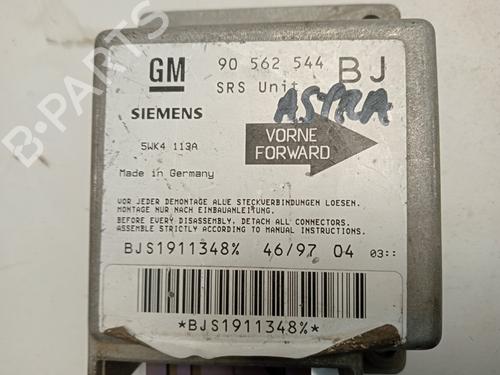 GM 90 562 544 BJ
SRS Unit
ASTRA
SIEMENS
VORNE
FORWARD
5WK4 113A
Made in Germany
VOR JEDER DEMONTAGE ALLE STECKVERBINDUNGEN LOESEN.
MONTAGE NUR NACH EINBAUANLEITUNG.
BEFORE EVERY DISASSEMBLY, DETACH ALL CONNECTORS.
ASSEMBLE STRICTLY ACCORDING TO MANUAL INSTRUCTIONS.
BJS1911348% 46/97 04 03::
*BJS1911348%*
B-PARTS